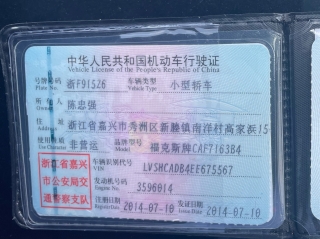 中华人民共和国机动车行驶证
Vehicle License of the People's Republic of China
号牌号码 浙F91SZ6 车辆类型 小型轿车
Plate No. Vehicle Type
所有人 陈忠强
Owner
住址 浙江省嘉兴市秀洲区新塍镇南洋村高家浜15
Address
使用性质 非营运 品牌型号 福克斯牌CAF7163B4
Use Character Model
浙江省嘉兴
市公安局交
通警察支队
车辆识别代号 LVSHCADB4EE675567
VIN
发动机号码 3596014
Engine No.
注册日期 2014-07-10 发证日期 2014-07-10
Register Date Issue Date